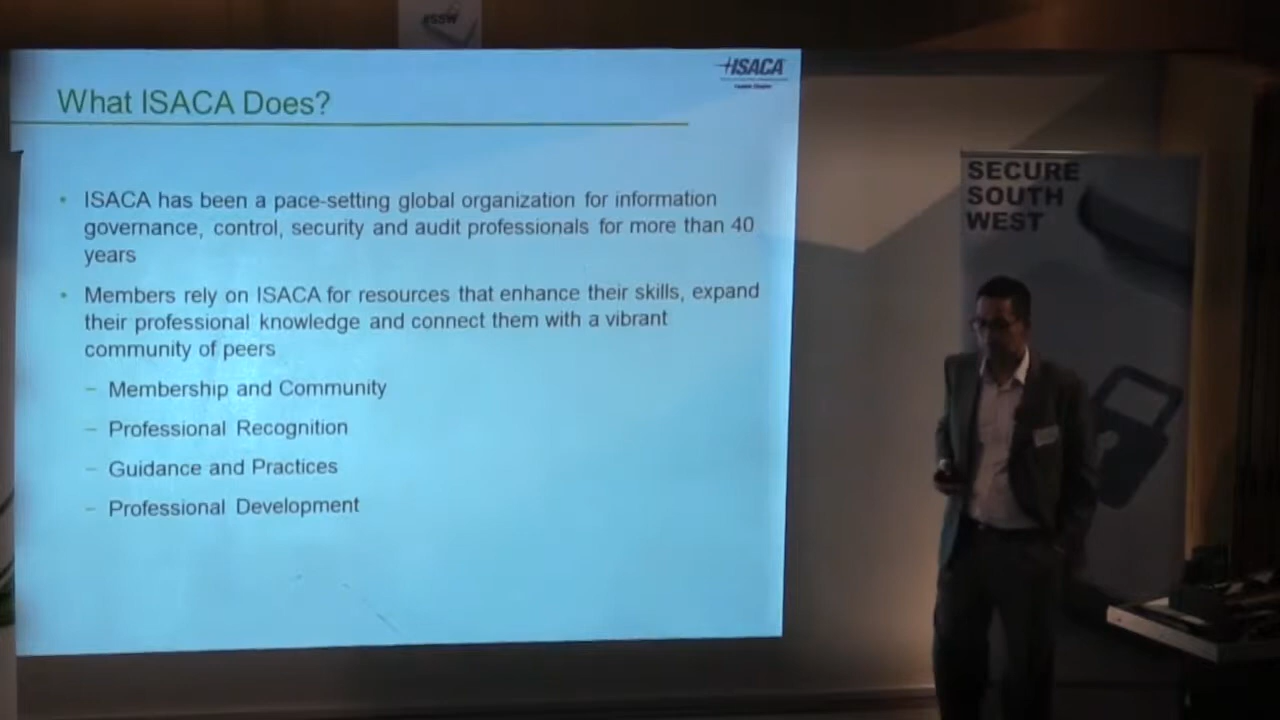 #SSW
ISACA
What ISACA Does?
• ISACA has been a pace-setting global organization for information
governance, control, security and audit professionals for more than 40
years
• Members rely on ISACA for resources that enhance their skills, expand
their professional knowledge and connect them with a vibrant
community of peers
– Membership and Community
– Professional Recognition
– Guidance and Practices
– Professional Development
SECURE
SOUTH
WEST